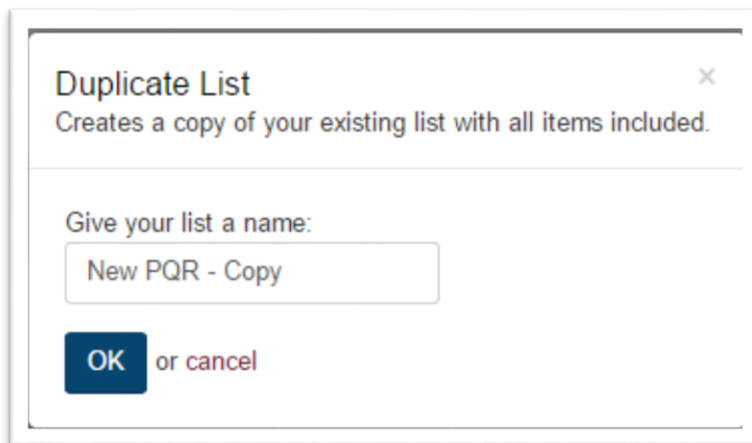 Duplicate List
Creates a copy of your existing list with all items included.
Give your list a name:
New PQR - Copy
OK or cancel